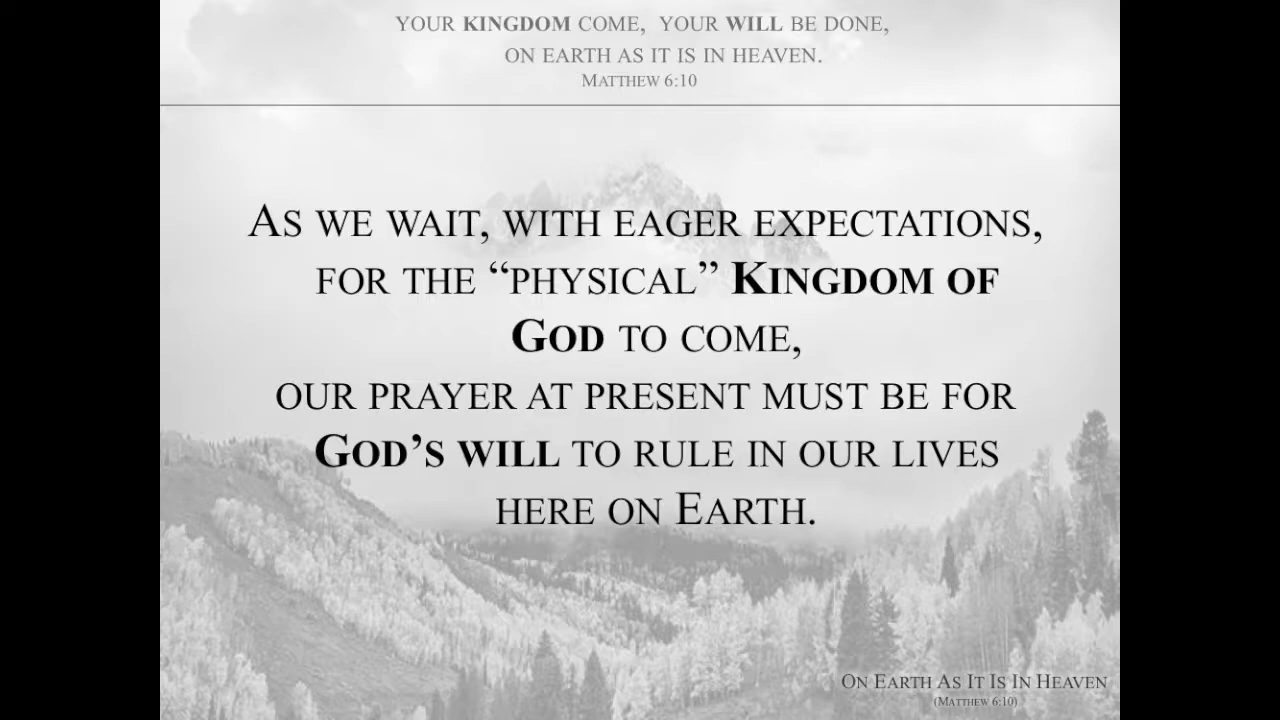 YOUR KINGDOM COME, YOUR WILL BE DONE,
ON EARTH AS IT IS IN HEAVEN.
MATTHEW 6:10
AS WE WAIT, WITH EAGER EXPECTATIONS,
FOR THE “PHYSICAL” KINGDOM OF
GOD TO COME,
OUR PRAYER AT PRESENT MUST BE FOR
GOD’S WILL TO RULE IN OUR LIVES
HERE ON EARTH.
ON EARTH AS IT IS IN HEAVEN
(MATTHEW 6:10)